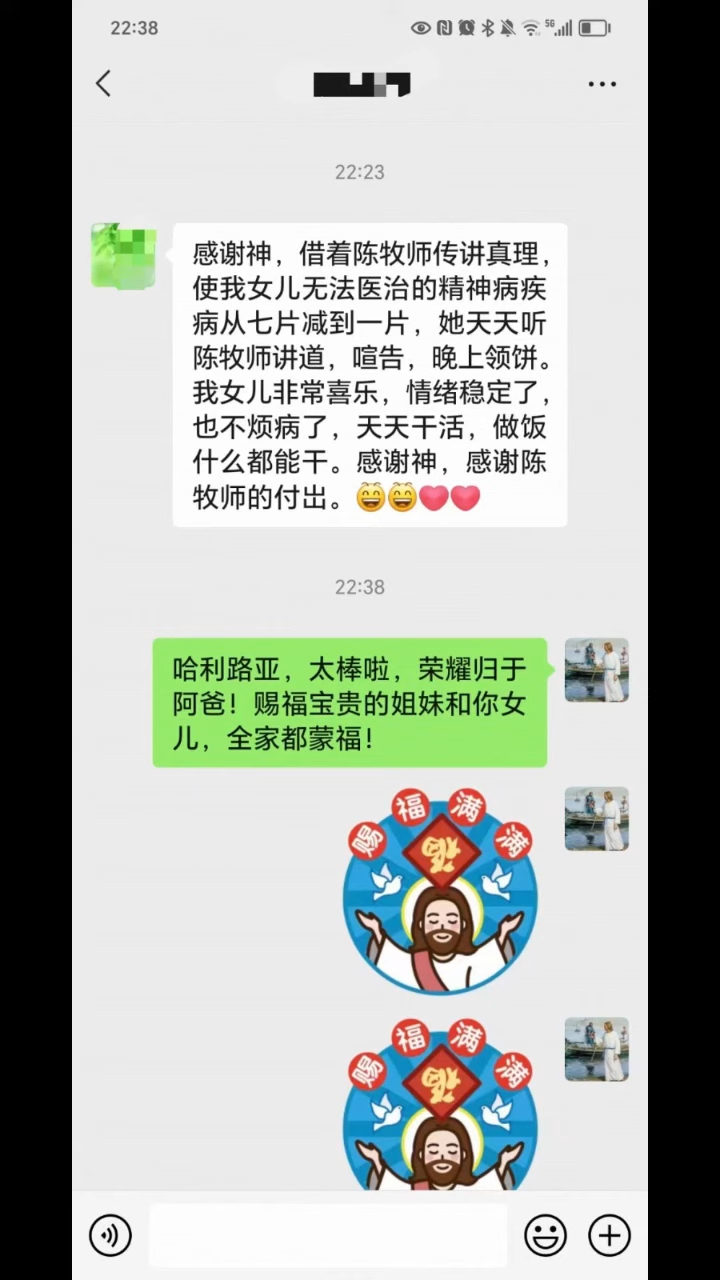 22:38
5G
22:23
感谢神，借着陈牧师传讲真理，
使我女儿无法医治的精神病疾
病从七片减到一片，她天天听
陈牧师讲道，喧告，晚上领饼。
我女儿非常喜乐，情绪稳定了，
也不烦病了，天天干活，做饭
什么都能干。感谢神，感谢陈
牧师的付出。😄😄❤❤
22:38
哈利路亚，太棒啦，荣耀归于
阿爸！赐福宝贵的姐妹和你女
儿，全家都蒙福！
赐福满满
福
赐福满满
福